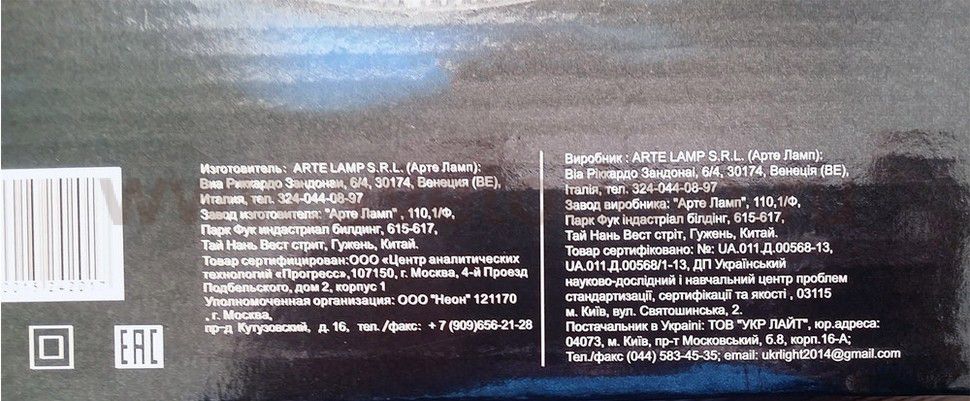 Изготовитель: ARTE LAMP S.R.L. (Арте Ламп):
Виа Риккардо Зандонаи, 6/4, 30174, Венеция (BE),
Италия, тел. 324-044-08-97
Завод изготовителя: "Арте Ламп" , 110,1/Ф,
Парк Фук индастриал билдинг, 615-617,
Тай Нань Вест стрит, Гужень, Китай.
Товар сертифицирован:ООО «Центр аналитических
технологий «Прогресс»,107150, г. Москва, 4-й Проезд
Подбельского, дом 2, корпус 1
Уполномоченная организация: ООО "Неон" 121170
, г. Москва,
пр-д Кутузовский, д. 16, тел./факс: + 7 (909)656-21-28
Виробник : ARTE LAMP S.R.L. (Арте Ламп):
Віа Ріккардо Зандонаі, 6/4, 30174, Венеція (BE),
Італія, тел. 324-044-08-97
Завод виробника: "Арте Ламп", 110,1/Ф,
Парк Фук індастріал білдінг, 615-617,
Тай Нань Вест стріт, Гужень, Китай.
Товар сертифіковано: №: UA.011.Д.00568-13,
UA.011.Д.00568/1-13, ДП Український
науково-дослідний і навчальний центр проблем
стандартизації, сертифікації та якості , 03115
м. Київ, вул. Святошинська, 2.
Постачальник в Україні: ТОВ "УКР ЛАЙТ", юр.адреса:
04073, м. Київ, пр-т Московський, б.8, корп.16-А;
Тел./факс (044) 583-45-35; email: ukrlight2014@gmail.com
EAC